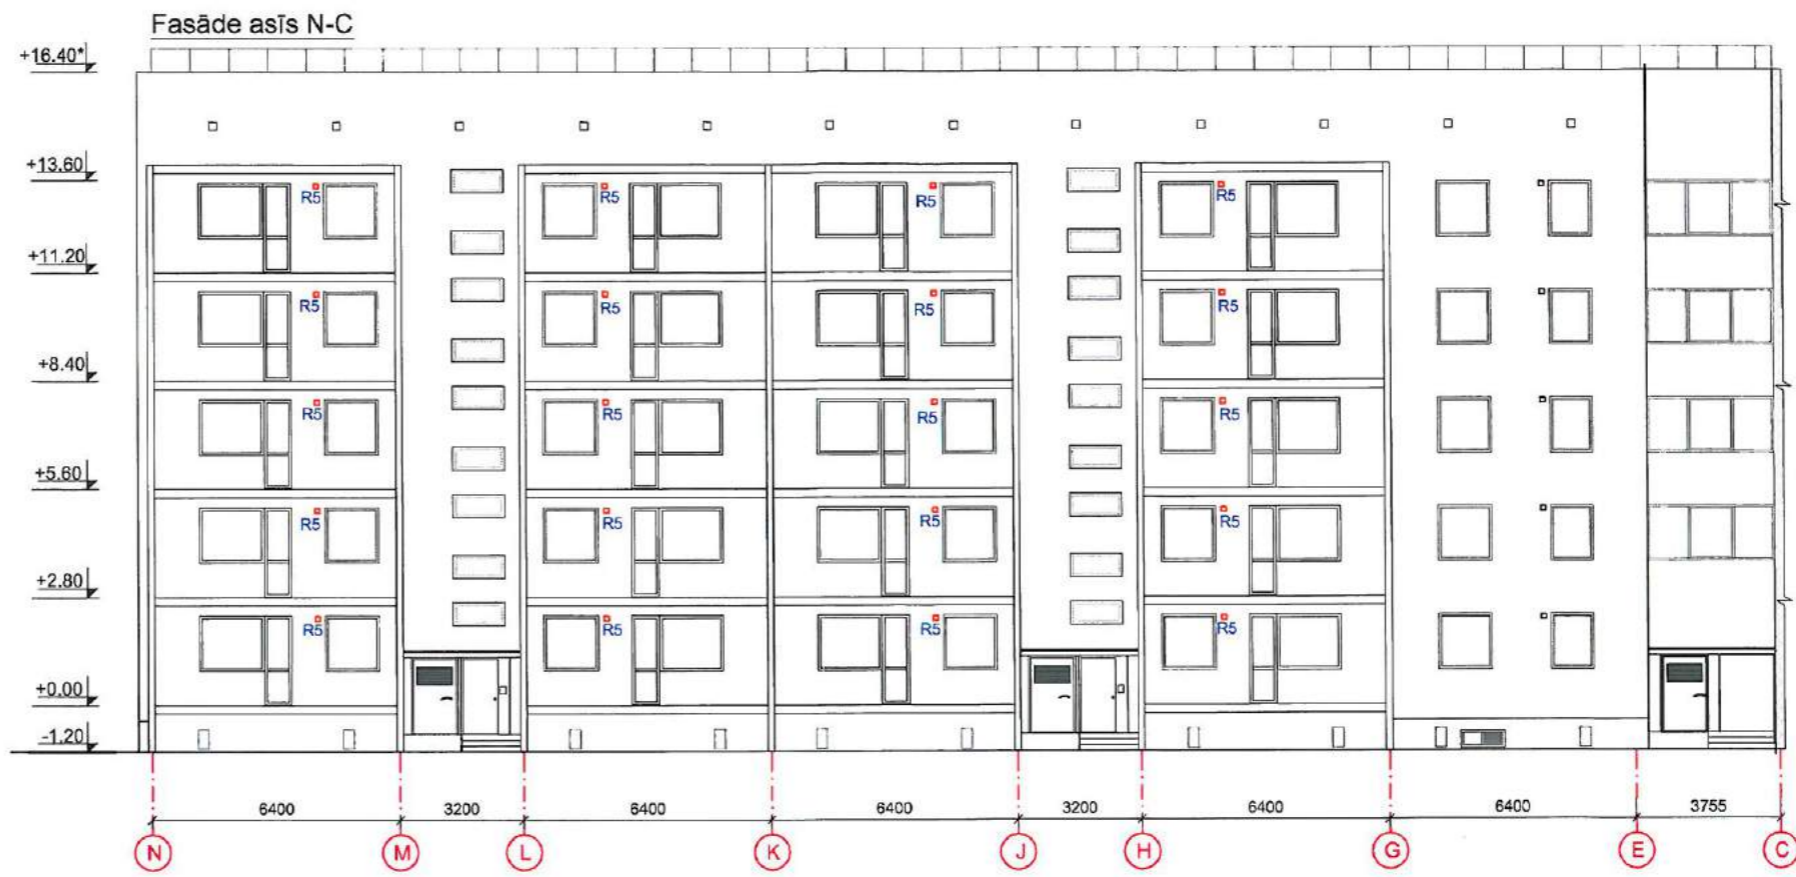 Fasāde asīs N-C
+16.40*
+13.60
R5 R5 R5 R5
+11.20
R5 R5 R5 R5
+8.40
R5 R5 R5 R5
+5.60
R5 R5 R5 R5
+2.80
R5 R5 R5 R5
+0.00
-1.20
6400 3200 6400 6400 3200 6400 6400 3755
N M L K J H G E C